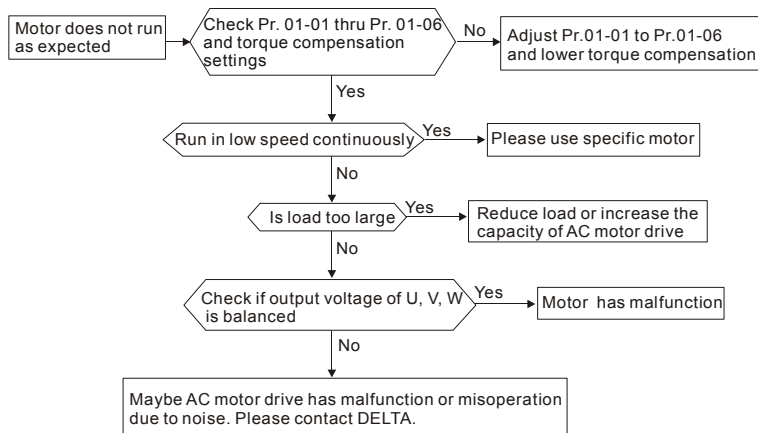 Motor does not run
as expected
Check Pr. 01-01 thru Pr. 01-06
and torque compensation
settings
No
Adjust Pr.01-01 to Pr.01-06
and lower torque compensation
Yes
Run in low speed continuously
Yes
Please use specific motor
No
Is load too large
Yes
Reduce load or increase the
capacity of AC motor drive
No
Check if output voltage of U, V, W
is balanced
Yes
Motor has malfunction
No
Maybe AC motor drive has malfunction or misoperation
due to noise. Please contact DELTA.